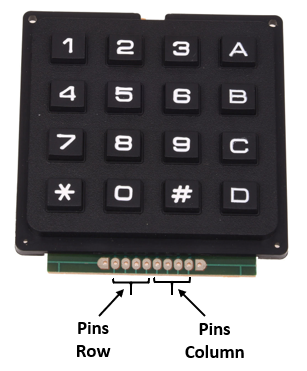 1 2 3 A
4 5 6 B
7 8 9 C
* 0 # D
Pins Pins
Row Column